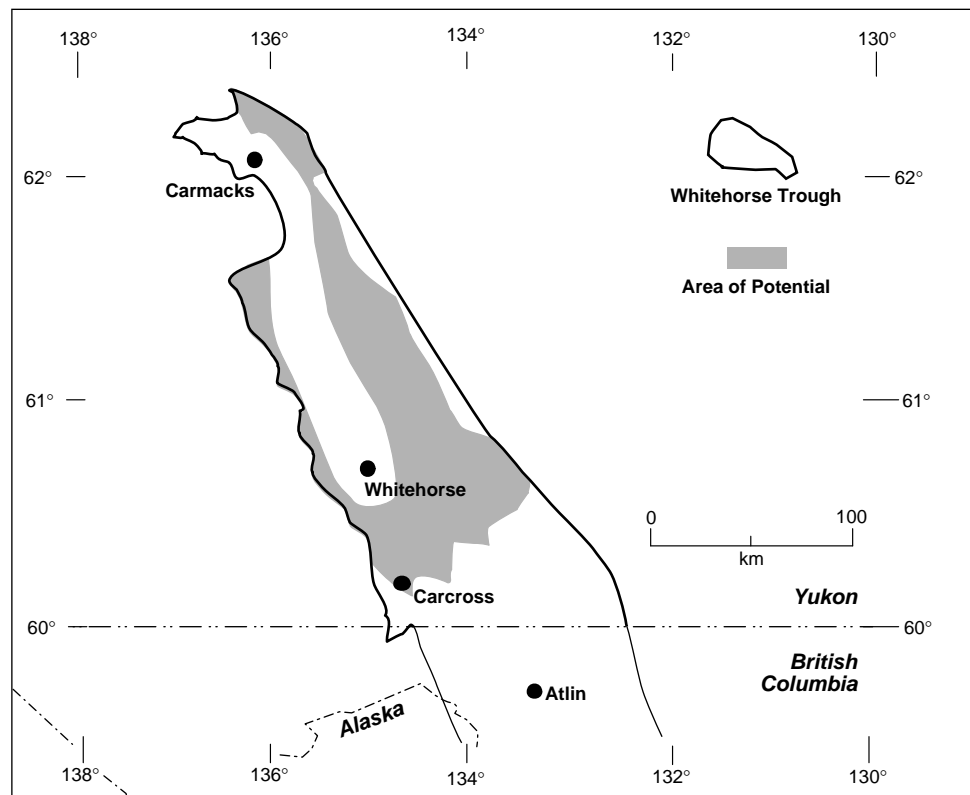 138° 136° 134° 132° 130°
62° 62°
Carmacks
Whitehorse Trough
Area of Potential
61° 61°
Whitehorse
0 100
km
Carcross
Yukon
60° 60°
British
Columbia
Atlin
Alaska
138° 136° 134° 132° 130°